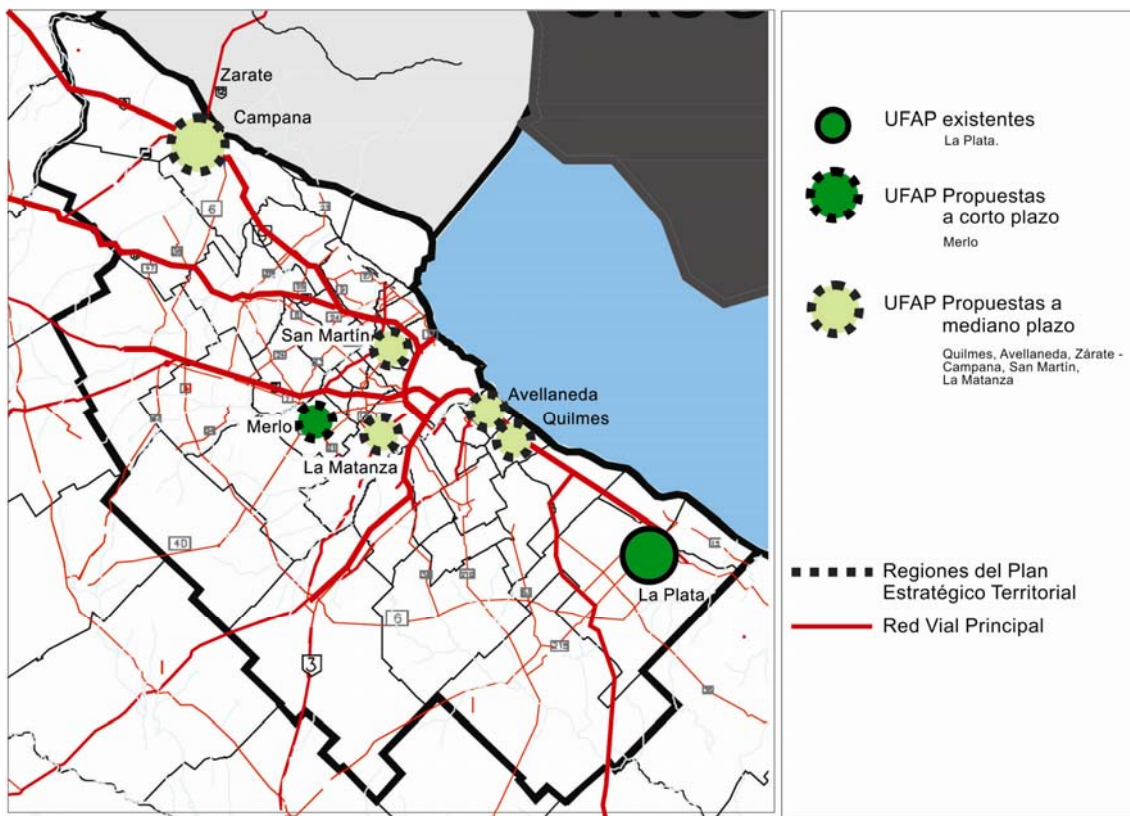 Zarate
Campana
6
San Martín
Avellaneda
Quilmes
Merlo
La Matanza
40
La Plata
6
3
UFAP existentes
La Plata.
UFAP Propuestas
a corto plazo
Merlo
UFAP Propuestas a
mediano plazo
Quilmes, Avellaneda, Zárate -
Campana, San Martín,
La Matanza
Regiones del Plan
Estratégico Territorial
Red Vial Principal